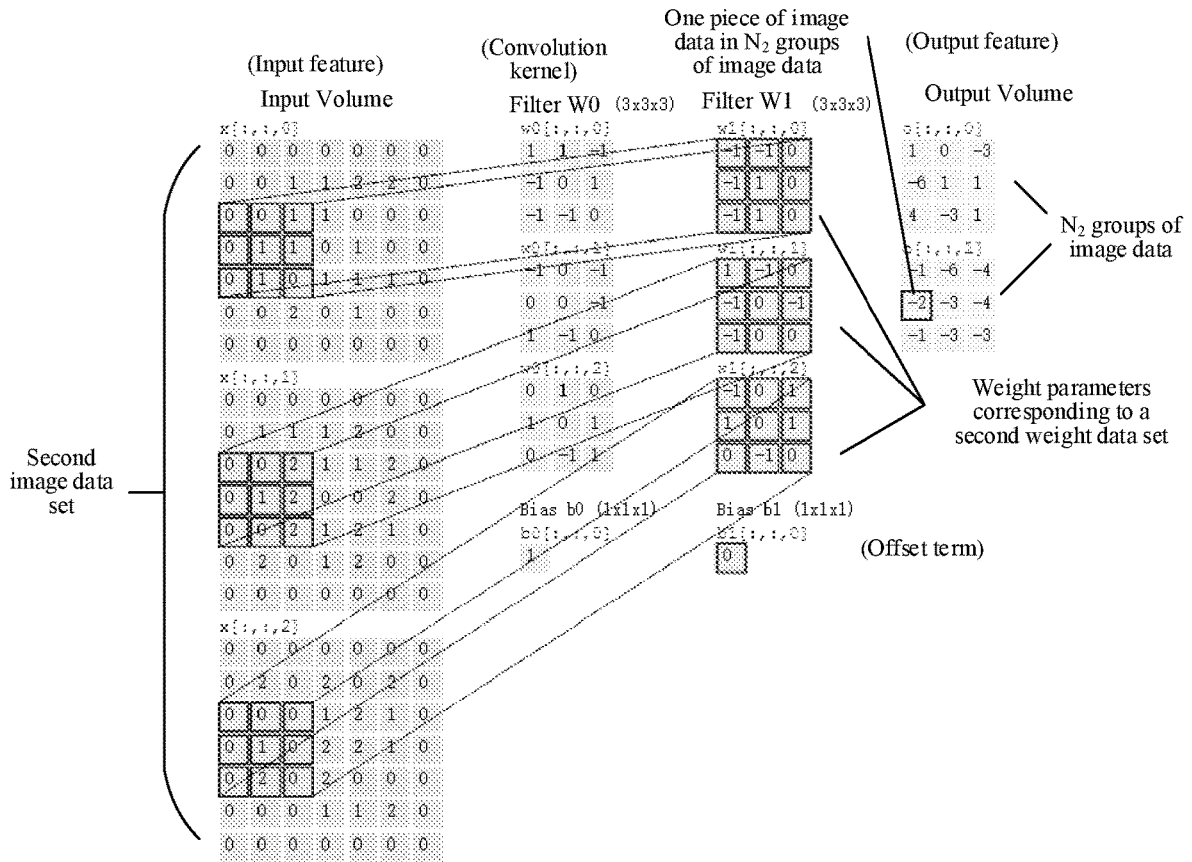 Second
image data
set
(Input feature)
Input Volume
x[:,:,0]
0 0 0 0 0 0 0
0 0 1 1 2 2 0
0 0 1 1 0 0 0
0 1 1 0 1 0 0
0 1 0 1 1 1 0
0 0 2 0 1 0 0
0 0 0 0 0 0 0
x[:,:,1]
0 0 0 0 0 0 0
0 1 1 1 2 0 0
0 0 2 1 1 2 0
0 1 2 0 0 2 0
0 0 2 1 2 1 0
0 2 0 1 2 0 0
0 0 0 0 0 0 0
x[:,:,2]
0 0 0 0 0 0 0
0 2 0 2 0 2 0
0 0 0 1 2 1 0
0 1 0 2 2 1 0
0 2 0 2 0 0 0
0 0 0 1 1 2 0
0 0 0 0 0 0 0
(Convolution
kernel)
Filter W0 (3x3x3)
w0[:,:,0]
1 1 -1
-1 0 1
-1 -1 0
w0[:,:,1]
-1 0 -1
0 0 -1
1 -1 0
w0[:,:,2]
0 1 0
1 0 1
0 -1 1
Bias b0 (1x1x1)
b0[:,:,0]
1
One piece of image
data in N₂ groups
of image data
Filter W1 (3x3x3)
w1[:,:,0]
-1 -1 0
-1 1 0
-1 1 0
w1[:,:,1]
1 -1 0
-1 0 -1
-1 0 0
w1[:,:,2]
-1 0 1
1 0 1
0 -1 0
Bias b1 (1x1x1)
b1[:,:,0]
0
(Offset term)
(Output feature)
Output Volume
o[:,:,0]
1 0 -3
-6 1 1
4 -3 1
o[:,:,1]
-1 -6 -4
-2 -3 -4
-1 -3 -3
N₂ groups of
image data
Weight parameters
corresponding to a
second weight data set